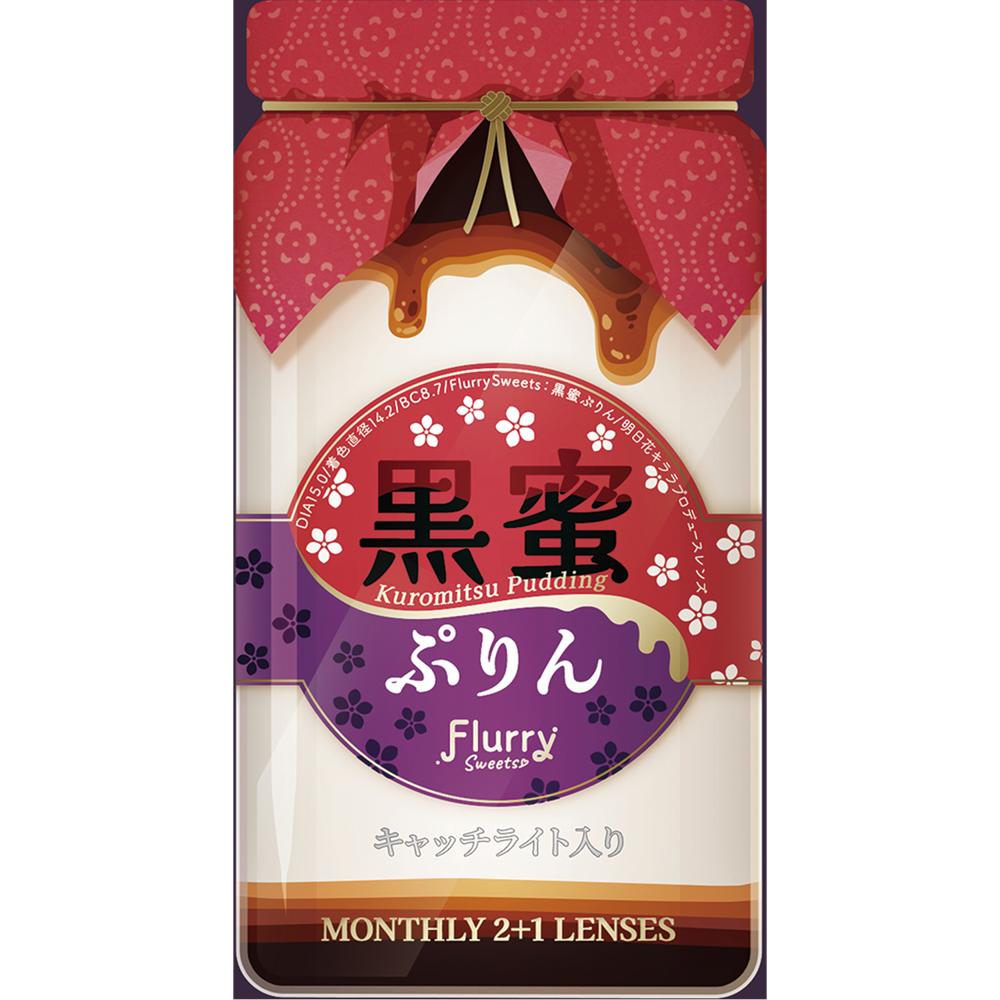 DIA15.0/着色直径14.2/BC8.7/FlurrySweets:黒蜜ぷりん/明日花キララプロデュースレンズ
黒蜜
Kuromitsu Pudding
ぷりん
Flurry
Sweets
キャッチライト入り
MONTHLY 2+1 LENSES